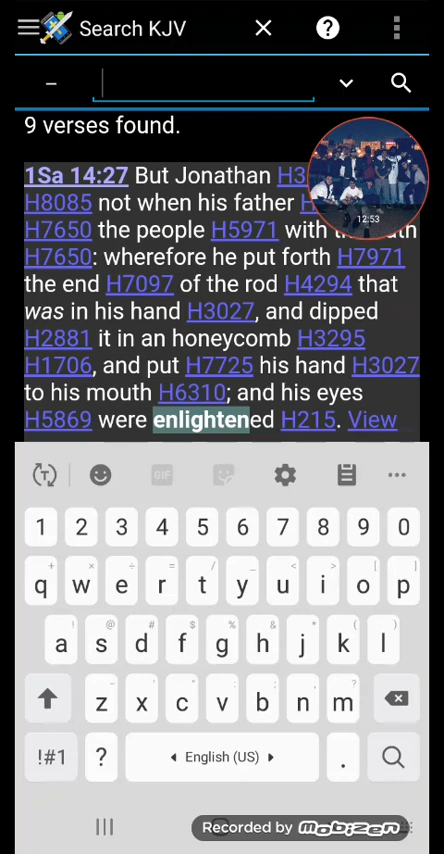 Search KJV
9 verses found.
1Sa 14:27 But Jonathan H3
H8085 not when his father H
H7650 the people H5971 with
H7650: wherefore he put forth H7971
the end H7097 of the rod H4294 that
was in his hand H3027, and dipped
H2881 it in an honeycomb H3295
H1706, and put H7725 his hand H3027
to his mouth H6310; and his eyes
H5869 were enlightened H215. View
12:53
GIF
1 2 3 4 5 6 7 8 9 0
q w e r t y u i o p
a s d f g h j k l
z x c v b n m
!#1 ? English (US) .
Recorded by mobizen